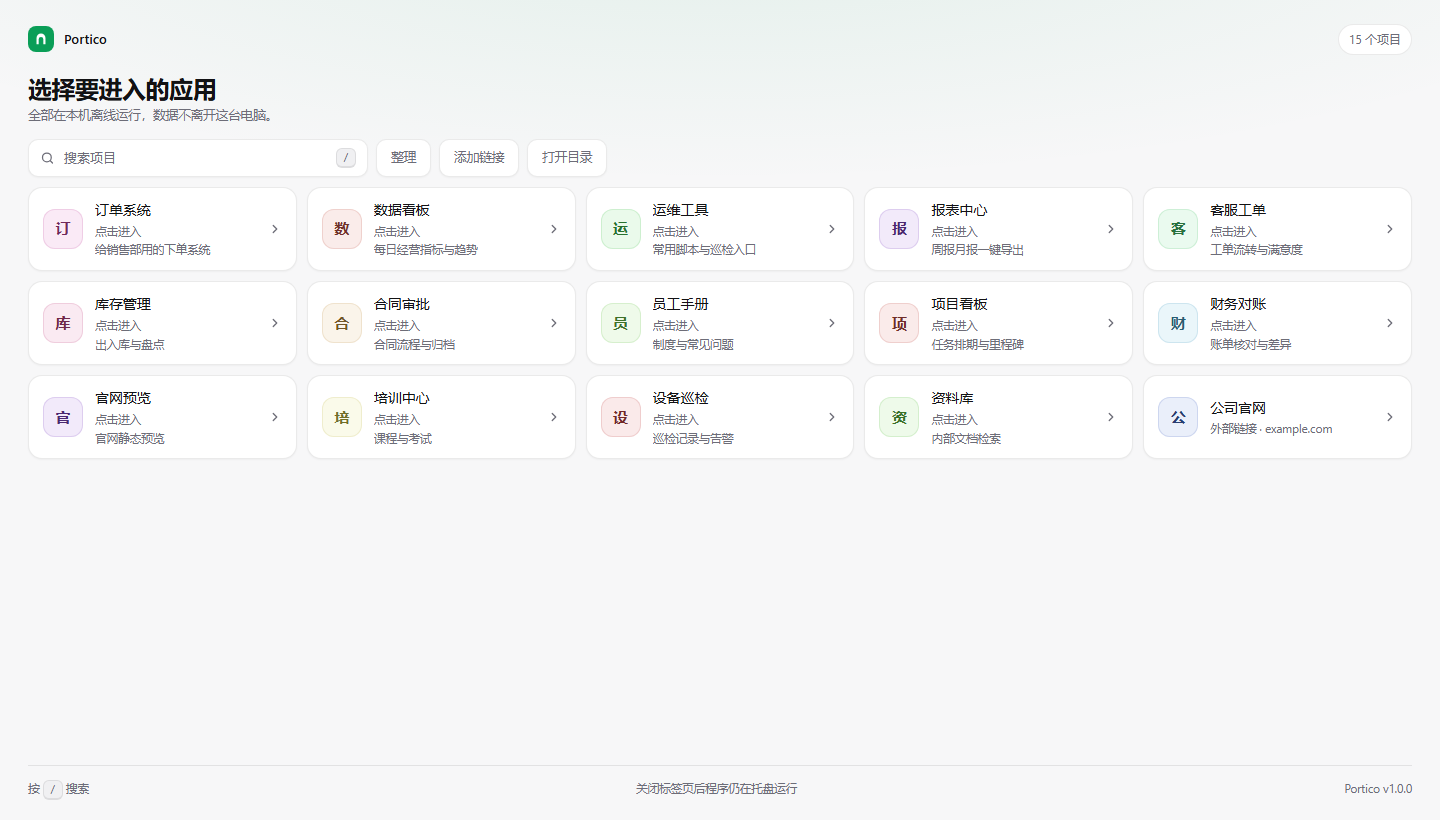 Portico
15 个项目
选择要进入的应用
全部在本机离线运行，数据不离开这台电脑。
搜索项目 /
整理
添加链接
打开目录
订
订单系统
点击进入
给销售部用的下单系统
数
数据看板
点击进入
每日经营指标与趋势
运
运维工具
点击进入
常用脚本与巡检入口
报
报表中心
点击进入
周报月报一键导出
客
客服工单
点击进入
工单流转与满意度
库
库存管理
点击进入
出入库与盘点
合
合同审批
点击进入
合同流程与归档
员
员工手册
点击进入
制度与常见问题
项
项目看板
点击进入
任务排期与里程碑
财
财务对账
点击进入
账单核对与差异
官
官网预览
点击进入
官网静态预览
培
培训中心
点击进入
课程与考试
设
设备巡检
点击进入
巡检记录与告警
资
资料库
点击进入
内部文档检索
公
公司官网
外部链接 · example.com
按 / 搜索
关闭标签页后程序仍在托盘运行
Portico v1.0.0